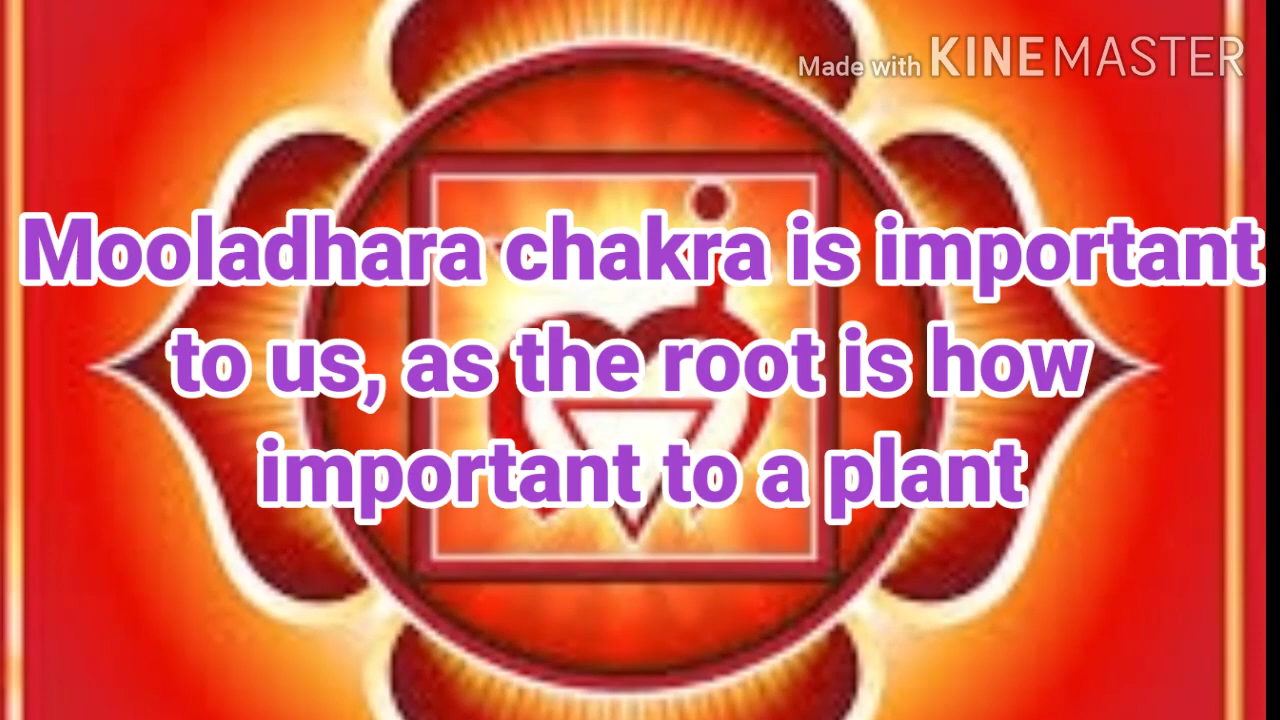 Made with KINEMASTER
Mooladhara chakra is important
to us, as the root is how
important to a plant